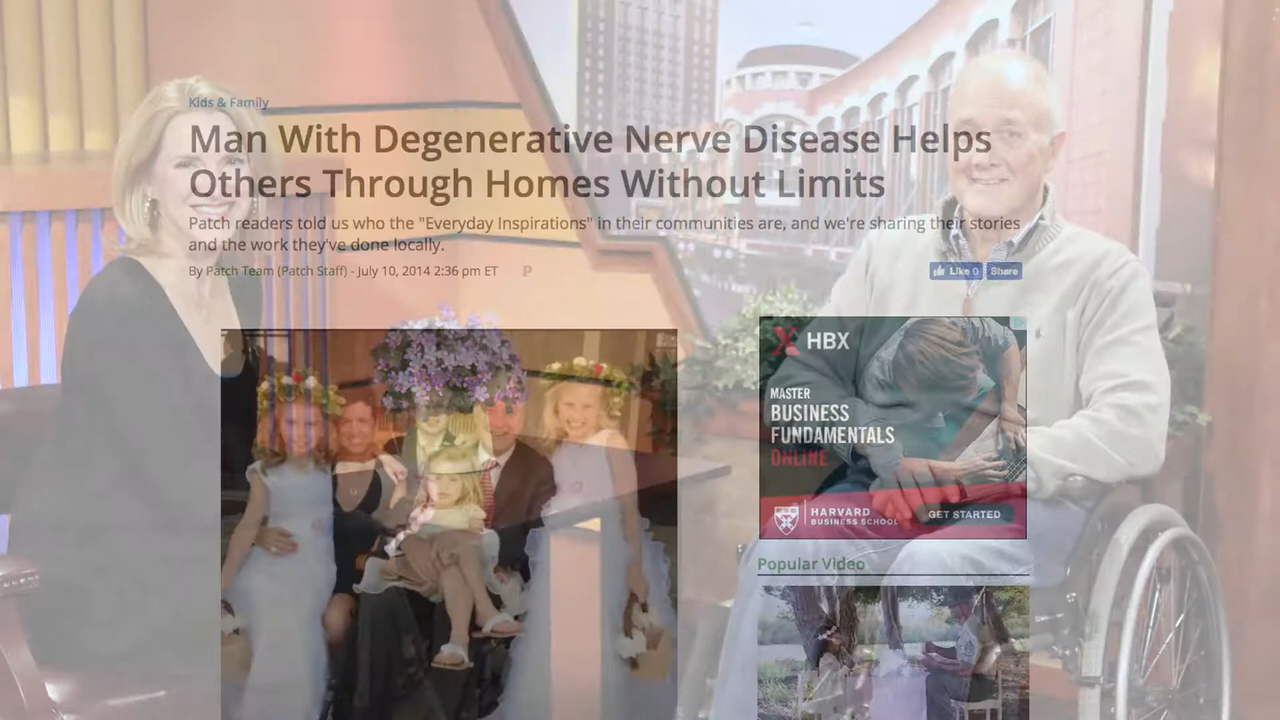 Kids & Family
Man With Degenerative Nerve Disease Helps
Others Through Homes Without Limits
Patch readers told us who the "Everyday Inspirations" in their communities are, and we're sharing their stories
and the work they've done locally.
By Patch Team (Patch Staff) - July 10, 2014 2:36 pm ET
Like 0 Share
HBX
MASTER
BUSINESS
FUNDAMENTALS
ONLINE
HARVARD
BUSINESS SCHOOL
GET STARTED
Popular Video